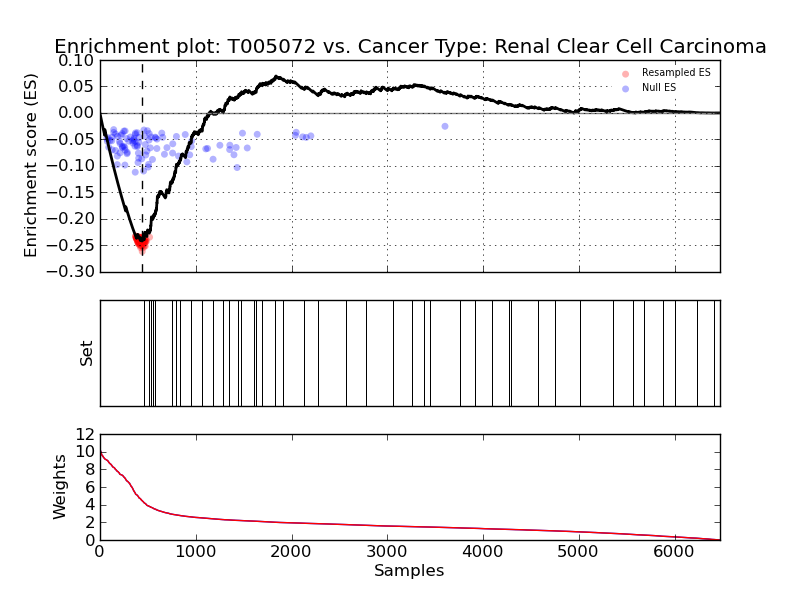 Enrichment plot: T005072 vs. Cancer Type: Renal Clear Cell Carcinoma
Enrichment score (ES)
0.10
0.05
0.00
−0.05
−0.10
−0.15
−0.20
−0.25
−0.30
Resampled ES
Null ES
Set
Weights
12
10
8
6
4
2
0
0 1000 2000 3000 4000 5000 6000
Samples